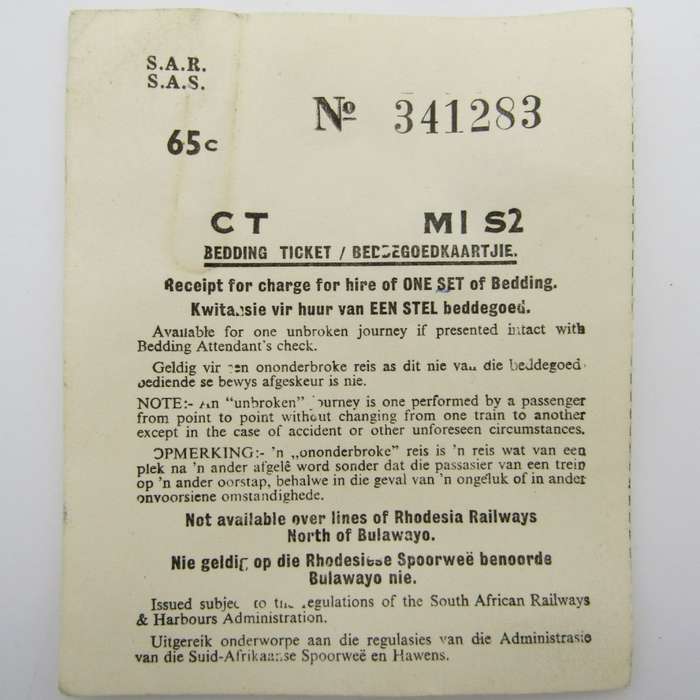 S.A.R.
S.A.S.
Nº 341283
65c
CT MI S2
BEDDING TICKET / BEDDEGOEDKAARTJIE.
Receipt for charge for hire of ONE SET of Bedding.
Kwitansie vir huur van EEN STEL beddegoed.
Available for one unbroken journey if presented intact with
Bedding Attendant's check.
Geldig vir een ononderbroke reis as dit nie van die beddegoed
bediende se bewys afgeskeur is nie.
NOTE:- An "unbroken" journey is one performed by a passenger
from point to point without changing from one train to another
except in the case of accident or other unforeseen circumstances.
OPMERKING:- 'n „ononderbroke" reis is 'n reis wat van een
plek na 'n ander afgelê word sonder dat die passasier van een trein
op 'n ander oorstap, behalwe in die geval van 'n ongeluk of in ander
onvoorsiene omstandighede.
Not available over lines of Rhodesia Railways
North of Bulawayo.
Nie geldig op die Rhodesiese Spoorweë benoorde
Bulawayo nie.
Issued subject to the regulations of the South African Railways
& Harbours Administration.
Uitgereik onderworpe aan die regulasies van die Administrasie
van die Suid-Afrikaanse Spoorweë en Hawens.